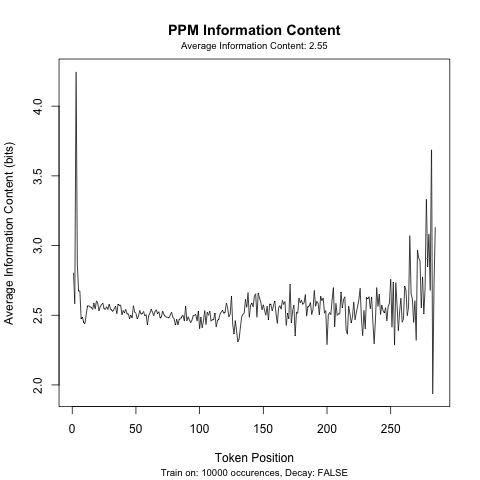 PPM Information Content
Average Information Content: 2.55
Average Information Content (bits)
4.0
3.5
3.0
2.5
2.0
0 50 100 150 200 250
Token Position
Train on: 10000 occurences, Decay: FALSE